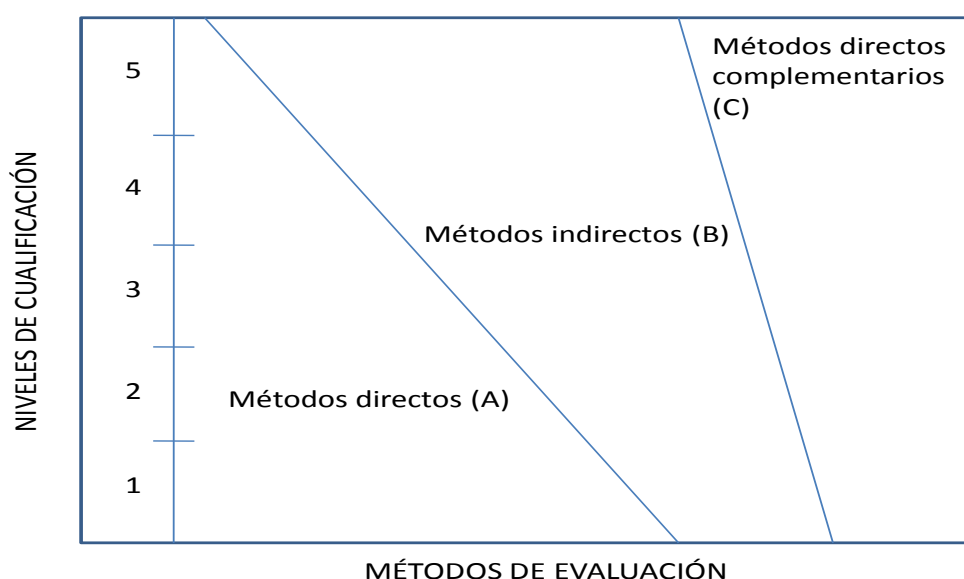 Métodos directos
complementarios
(C)
5
4
Métodos indirectos (B)
3
2
Métodos directos (A)
1
NIVELES DE CUALIFICACIÓN
MÉTODOS DE EVALUACIÓN